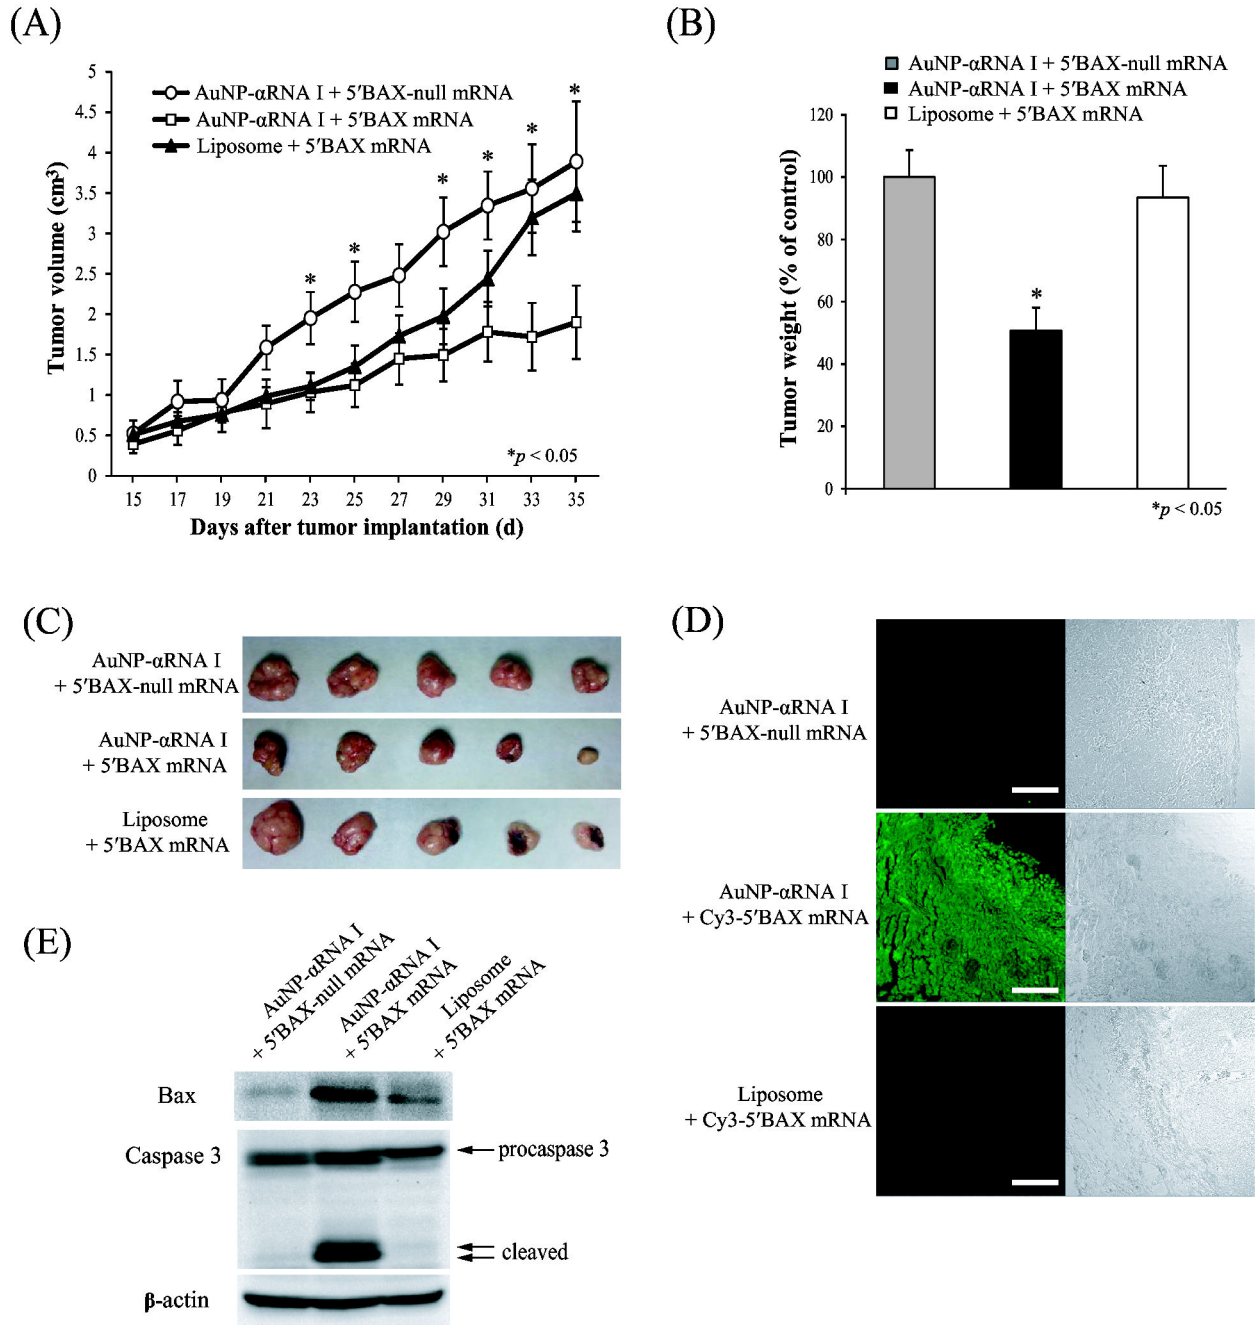 (A)
5
4.5
4
3.5
3
2.5
2
1.5
1
0.5
0
Tumor volume (cm³)
AuNP-αRNA I + 5′BAX-null mRNA
AuNP-αRNA I + 5′BAX mRNA
Liposome + 5′BAX mRNA
* * * * * * *
*p < 0.05
15 17 19 21 23 25 27 29 31 33 35
Days after tumor implantation (d)
(B)
AuNP-αRNA I + 5′BAX-null mRNA
AuNP-αRNA I + 5′BAX mRNA
Liposome + 5′BAX mRNA
120
100
80
60
40
20
0
Tumor weight (% of control)
*
*p < 0.05
(C)
AuNP-αRNA I
+ 5′BAX-null mRNA
AuNP-αRNA I
+ 5′BAX mRNA
Liposome
+ 5′BAX mRNA
(D)
AuNP-αRNA I
+ 5′BAX-null mRNA
AuNP-αRNA I
+ Cy3-5′BAX mRNA
Liposome
+ Cy3-5′BAX mRNA
(E)
AuNP-αRNA I
+ 5′BAX-null mRNA
AuNP-αRNA I
+ 5′BAX mRNA
Liposome
+ 5′BAX mRNA
Bax
Caspase 3
procaspase 3
cleaved
β-actin